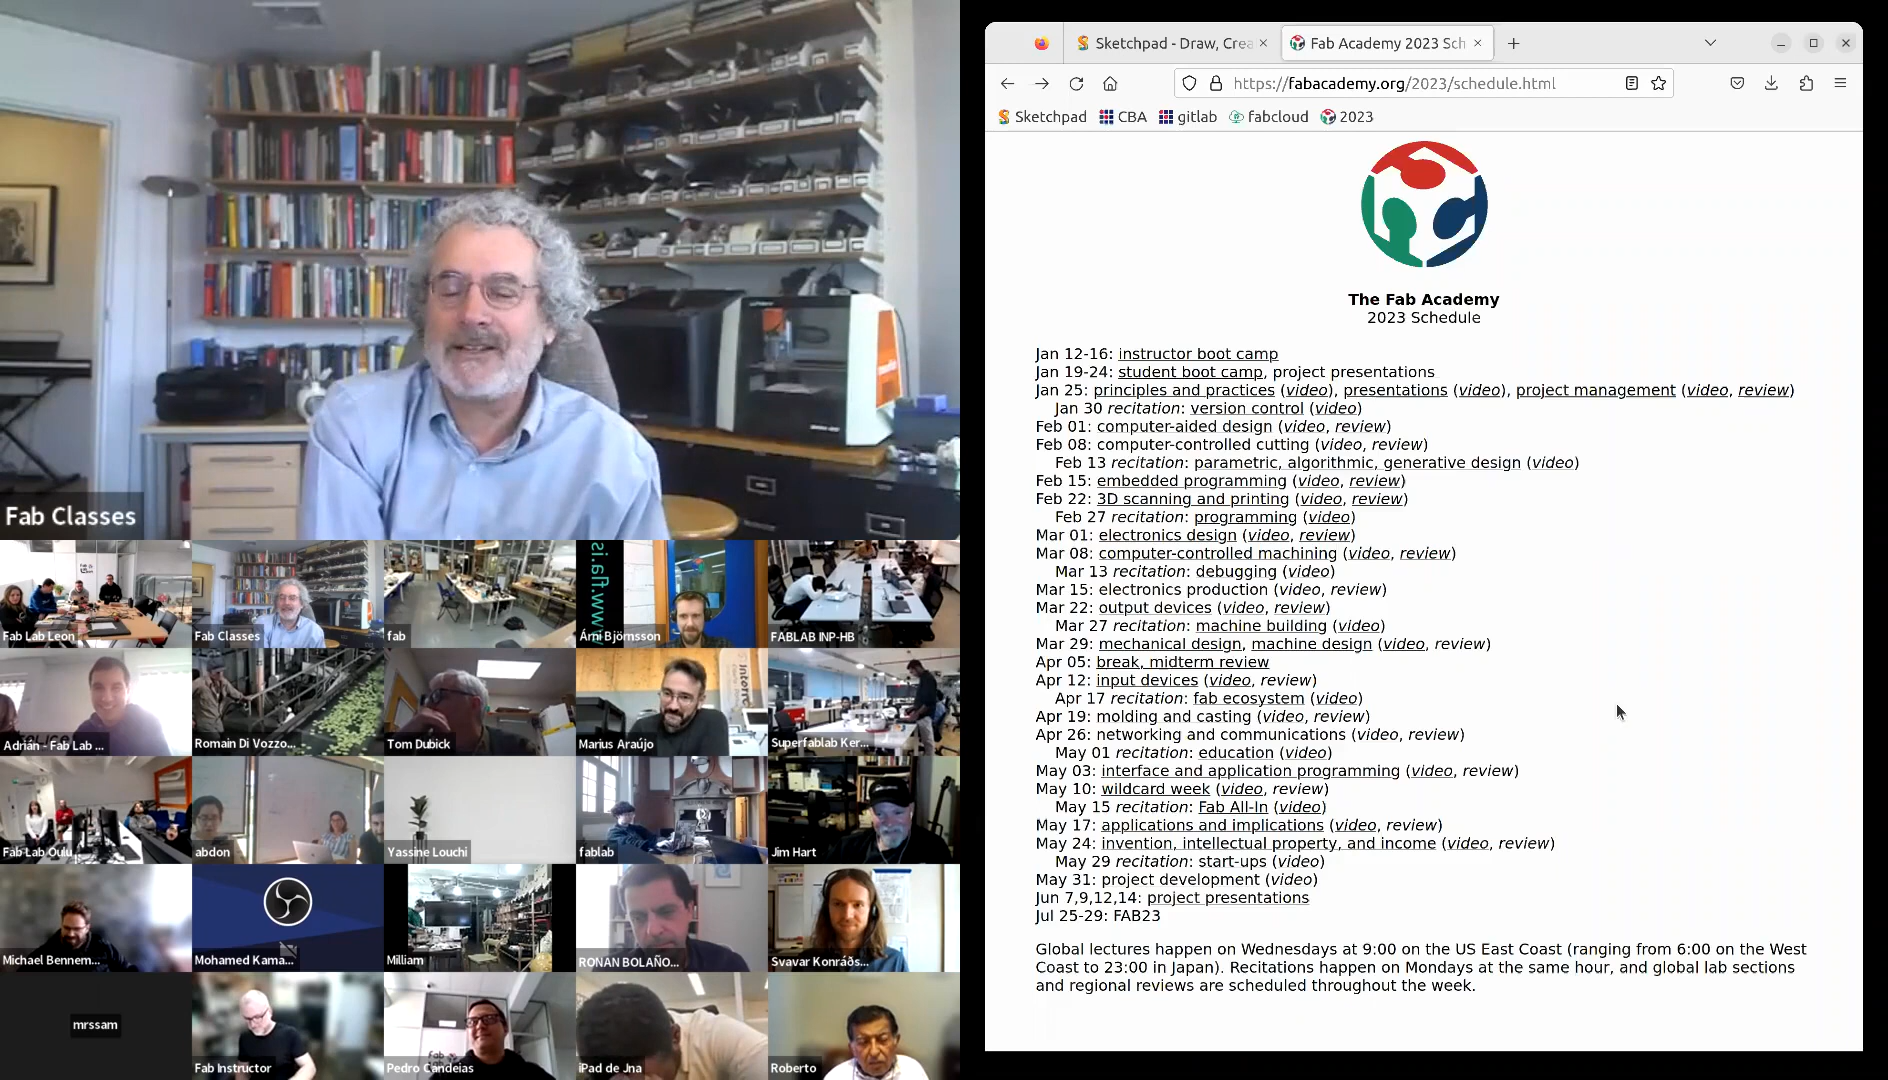 Fab Classes
Fab Lab Leon
Fab Classes
fab
Árni Björnsson
FABLAB INP-HB
Adrián - Fab Lab ...
Romain Di Vozzo...
Tom Dubick
Marius Araújo
Superfablab Ker...
Fab Lab Oulu
abdon
Yassine Louchi
fablab
Jim Hart
Michael Bennem...
Mohamed Kama...
Milliam
RONAN BOLAÑO...
Svavar Konráðs...
mrssam
Fab Instructor
Pedro Candeias
iPad de Jna
Roberto
Sketchpad - Draw, Crea
Fab Academy 2023 Sch
https://fabacademy.org/2023/schedule.html
Sketchpad CBA gitlab fabcloud 2023
The Fab Academy
2023 Schedule
Jan 12-16: instructor boot camp
Jan 19-24: student boot camp, project presentations
Jan 25: principles and practices (video), presentations (video), project management (video, review)
Jan 30 recitation: version control (video)
Feb 01: computer-aided design (video, review)
Feb 08: computer-controlled cutting (video, review)
Feb 13 recitation: parametric, algorithmic, generative design (video)
Feb 15: embedded programming (video, review)
Feb 22: 3D scanning and printing (video, review)
Feb 27 recitation: programming (video)
Mar 01: electronics design (video, review)
Mar 08: computer-controlled machining (video, review)
Mar 13 recitation: debugging (video)
Mar 15: electronics production (video, review)
Mar 22: output devices (video, review)
Mar 27 recitation: machine building (video)
Mar 29: mechanical design, machine design (video, review)
Apr 05: break, midterm review
Apr 12: input devices (video, review)
Apr 17 recitation: fab ecosystem (video)
Apr 19: molding and casting (video, review)
Apr 26: networking and communications (video, review)
May 01 recitation: education (video)
May 03: interface and application programming (video, review)
May 10: wildcard week (video, review)
May 15 recitation: Fab All-In (video)
May 17: applications and implications (video, review)
May 24: invention, intellectual property, and income (video, review)
May 29 recitation: start-ups (video)
May 31: project development (video)
Jun 7,9,12,14: project presentations
Jul 25-29: FAB23
Global lectures happen on Wednesdays at 9:00 on the US East Coast (ranging from 6:00 on the West
Coast to 23:00 in Japan). Recitations happen on Mondays at the same hour, and global lab sections
and regional reviews are scheduled throughout the week.